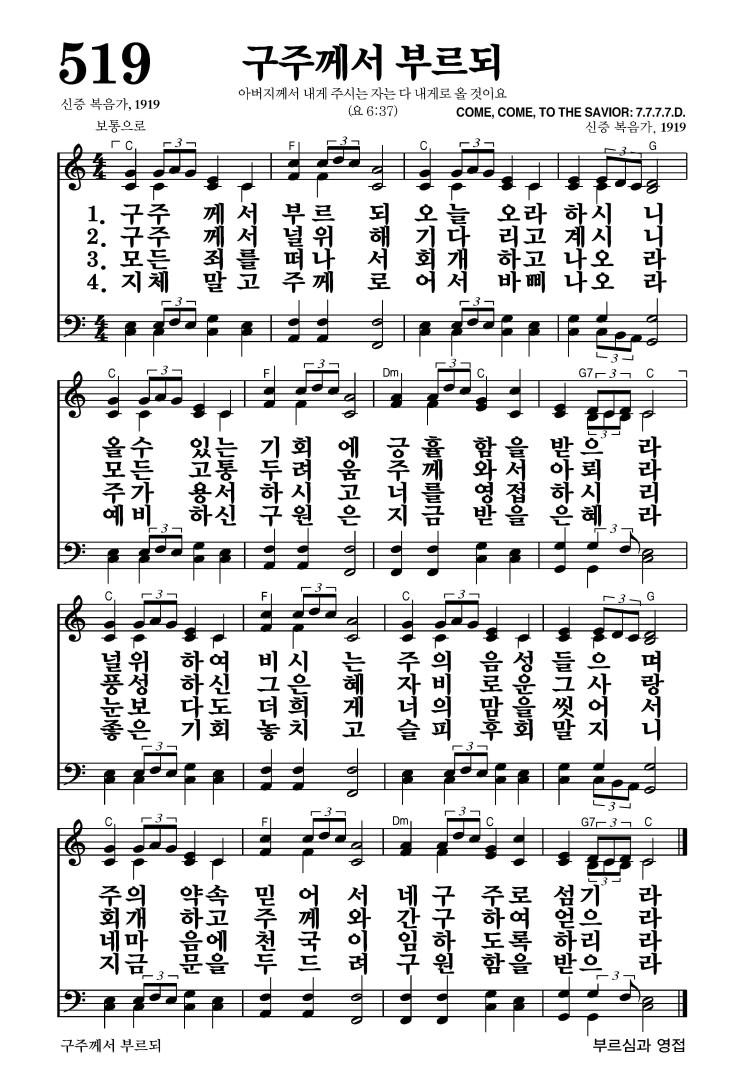 519
구주께서 부르되
아버지께서 내게 주시는 자는 다 내게로 올 것이요
(요 6:37)
신증 복음가, 1919
COME, COME, TO THE SAVIOR: 7.7.7.7.D.
신증 복음가, 1919
보통으로
C F C G
1. 구주 께서 부르 되 오늘 오라 하시 니
2. 구주 께서 널위 해 기다 리고 계시 니
3. 모든 죄를 떠나 서 회개 하고 나오 라
4. 지체 말고 주께 로 어서 바삐 나오 라
C F Dm C G7 C
올수 있는 기회 에 긍휼 함을 받으 라
모든 고통 두려 움 주께 와서 아뢰 라
주가 용서 하시 고 너를 영접 하시 리
예비 하신 구원 은 지금 받을 은혜 라
C F C G
널위 하여 비시 는 주의 음성 들으 며
풍성 하신 그은 혜 자비 로운 그사 랑
눈보 다더 희 게 너의 맘을 씻어 서
좋은 기회 놓치 고 슬피 후회 말지 니
C F Dm C G7 C
주의 약속 믿어 서 네구 주로 섬기 라
회개 하고 주께 와 간구 하여 얻으 라
네마 음에 천국 이 임하 도록 하리 라
지금 문을 두드 려 구원 함을 받으 라
구주께서 부르되
부르심과 영접